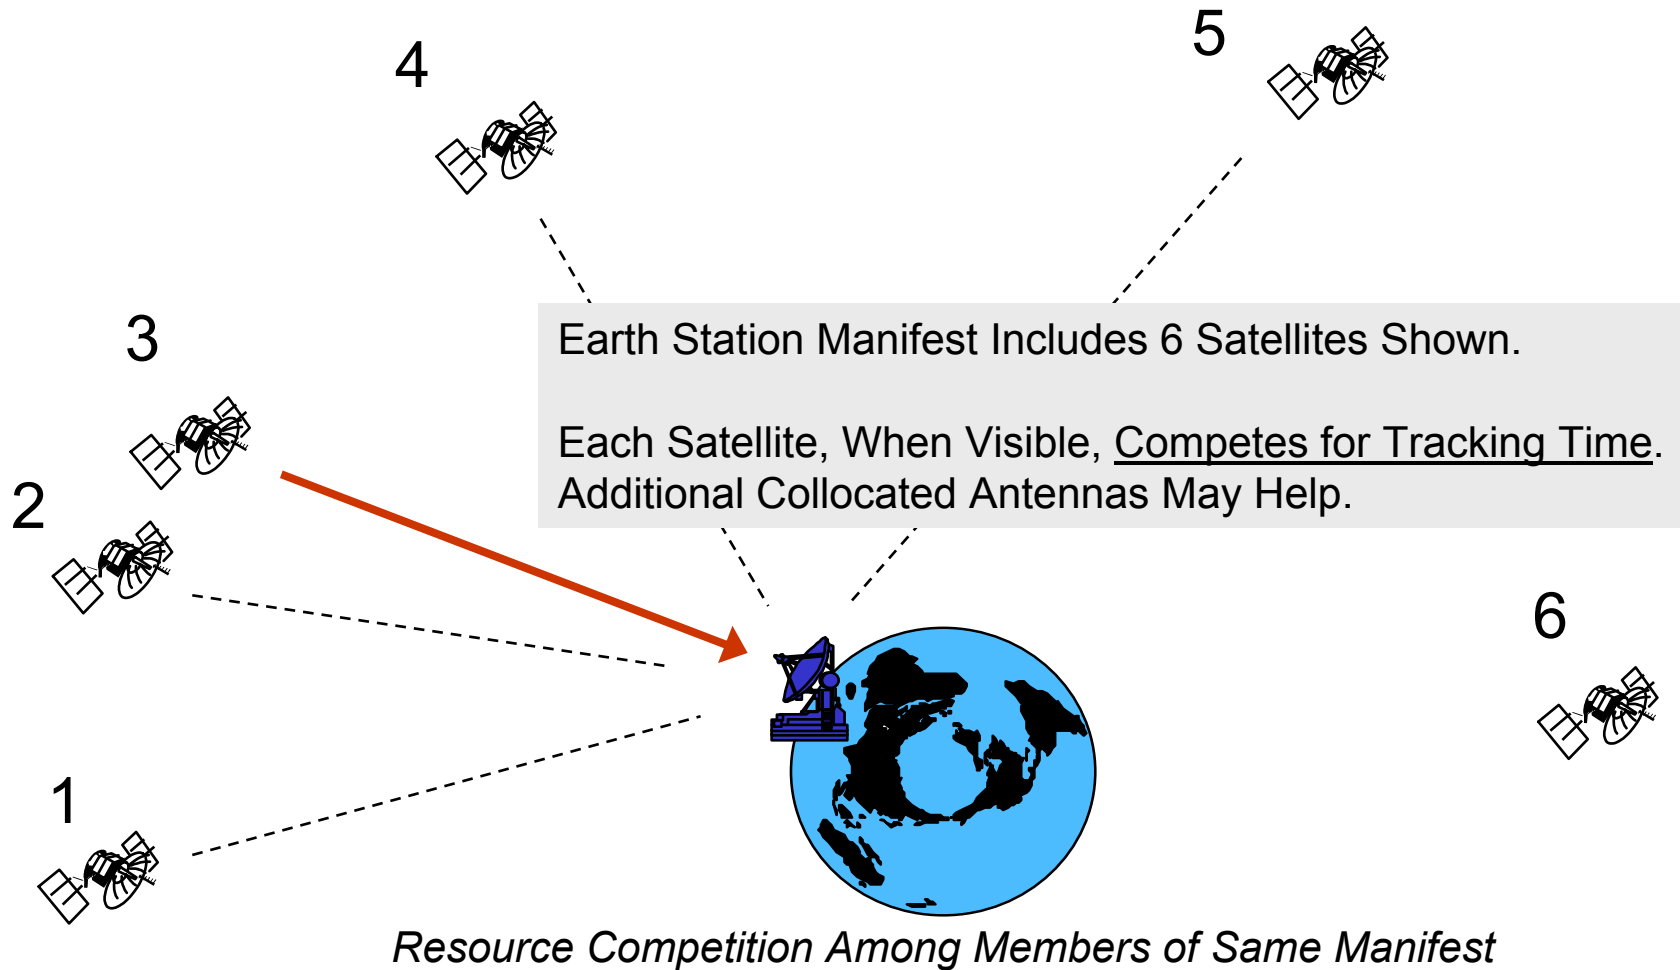 5
4
3
Earth Station Manifest Includes 6 Satellites Shown.
Each Satellite, When Visible, Competes for Tracking Time.
Additional Collocated Antennas May Help.
2
6
1
Resource Competition Among Members of Same Manifest